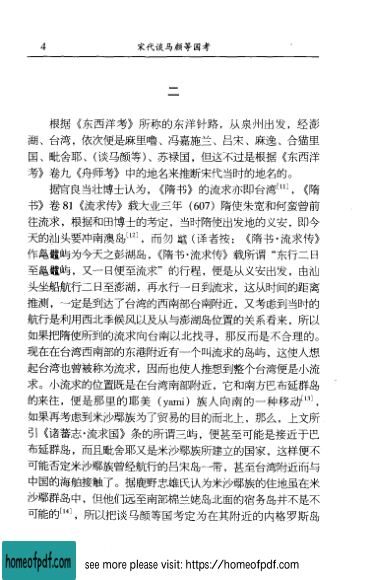 4
宋代谈马颜等国考
二
根据《东西洋考》所称的东洋针路，从泉州出发，经澎
湖、台湾，依次便是麻里噜、冯嘉施兰、吕宋、麻逸、合猫里
国、毗舍耶、（谈马颜等）、苏禄国，但这不过是根据《东西洋
考》卷九《舟师考》中的地名来推断宋代当时的地名的。
据官良当壮博士认为，《隋书》的流求亦即台湾[11]，《隋
书》卷81《流求传》载大业三年（607）隋使朱宽和何蛮曾前
往流求，根据和田博士的考定，当时隋使出发地的义安，即今
天的汕头要冲南澳岛[12]，而勿（译者按：《隋书·流求传》
作鼊屿为今天之澎湖岛，《隋书·流求传》载所谓“东行二日
至鼊屿，又一日便至流求”的行程，便是从义安出发，由汕
头坐船航行二日至澎湖，再水行一日到流求，这从时间的距离
推测，一定是到达了台湾的西南部台南附近，又考虑到当时的
航行是利用西北季候风以及从与澎湖岛位置的关系看来，所以
如果把隋使所到的流求向台南以北找寻，那反而是不合理的。
现在在台湾西南部的东港附近有一个叫流求的岛屿，这使人想
起台湾也曾被称为流求，因而也使人推想到整个台湾便是小流
求。小流求的位置既是在台湾南部附近，它和南方巴布延群岛
的来往，便是那里的耶美（yami）族人向南的一种移动[13]，
如果再考虑到米沙鄢族为了贸易的目的而北上，那么，上文所
引《诸蕃志·流求国》条的所谓三屿，便甚至可能是接近于巴
布延群岛，而且毗舍耶又是米沙鄢族所建立的国家，这样便不
可能否定米沙鄢族曾经航行的吕宋岛一带，甚至台湾附近而与
中国的海舶接触了。据鹿野忠雄氏认为米沙鄢族的住地虽在米
沙鄢群岛中，但他们远至南部棉兰姥岛北面的宿务岛并不是不
可能的[14]，所以把谈马颜等国考定为在其附近的内格罗斯岛
homeofpdf.com
see more please visit: https://homeofpdf.com